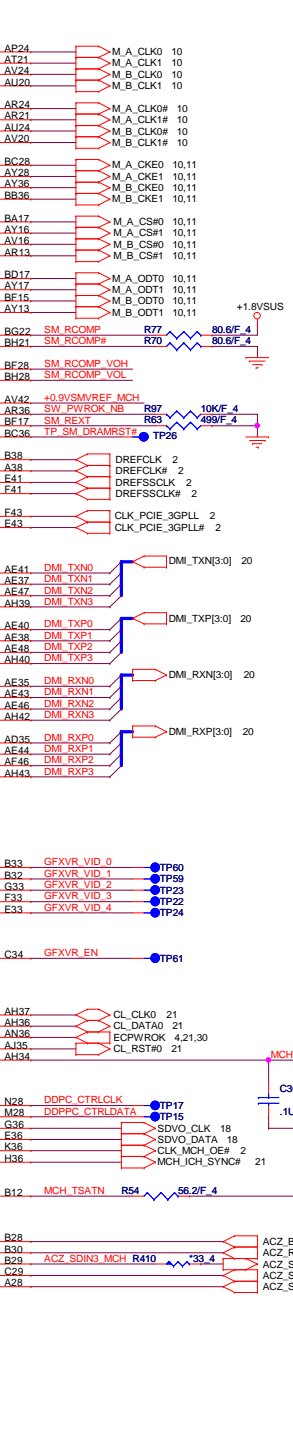 AP24 M_A_CLK0 10
AT21 M_A_CLK1 10
AV24 M_B_CLK0 10
AU20 M_B_CLK1 10
AR24 M_A_CLK0# 10
AR21 M_A_CLK1# 10
AU24 M_B_CLK0# 10
AV20 M_B_CLK1# 10
BC28 M_A_CKE0 10,11
AY28 M_A_CKE1 10,11
AY36 M_B_CKE0 10,11
BB36 M_B_CKE1 10,11
BA17 M_A_CS#0 10,11
AY16 M_A_CS#1 10,11
AV16 M_B_CS#0 10,11
AR13 M_B_CS#1 10,11
BD17 M_A_ODT0 10,11
AY17 M_A_ODT1 10,11
BF15 M_B_ODT0 10,11
AY13 M_B_ODT1 10,11
+1.8VSUS
BG22 SM_RCOMP R77 80.6/F_4
BH21 SM_RCOMP# R70 80.6/F_4
BF28 SM_RCOMP_VOH
BH28 SM_RCOMP_VOL
AV42 +0.9VSMVREF_MCH
AR36 SW_PWROK_NB R97 10K/F_4
BF17 SM_REXT R63 499/F_4
BC36 TP_SM_DRAMRST# TP26
B38 DREFCLK 2
A38 DREFCLK# 2
E41 DREFSSCLK 2
F41 DREFSSCLK# 2
F43 CLK_PCIE_3GPLL 2
E43 CLK_PCIE_3GPLL# 2
DMI_TXN[3:0] 20
AE41 DMI_TXN0
AE37 DMI_TXN1
AE47 DMI_TXN2
AH39 DMI_TXN3
DMI_TXP[3:0] 20
AE40 DMI_TXP0
AE38 DMI_TXP1
AE48 DMI_TXP2
AH40 DMI_TXP3
DMI_RXN[3:0] 20
AE35 DMI_RXN0
AE43 DMI_RXN1
AE46 DMI_RXN2
AH42 DMI_RXN3
DMI_RXP[3:0] 20
AD35 DMI_RXP0
AE44 DMI_RXP1
AF46 DMI_RXP2
AH43 DMI_RXP3
B33 GFXVR_VID_0 TP60
B32 GFXVR_VID_1 TP59
G33 GFXVR_VID_2 TP23
F33 GFXVR_VID_3 TP22
E33 GFXVR_VID_4 TP24
C34 GFXVR_EN TP61
AH37 CL_CLK0 21
AH36 CL_DATA0 21
AN36 ECPWROK 4,21,30
AJ35 CL_RST#0 21
AH34 MCH
C3
.1U
N28 DDPC_CTRLCLK TP17
M28 DDPPC_CTRLDATA TP15
G36 SDVO_CLK 18
E36 SDVO_DATA 18
K36 CLK_MCH_OE# 2
H36 MCH_ICH_SYNC# 21
B12 MCH_TSATN R54 56.2/F_4
B28 ACZ_B
B30 ACZ_R
B29 ACZ_SDIN3_MCH R410 *33_4 ACZ_S
C29 ACZ_S
A28 ACZ_S